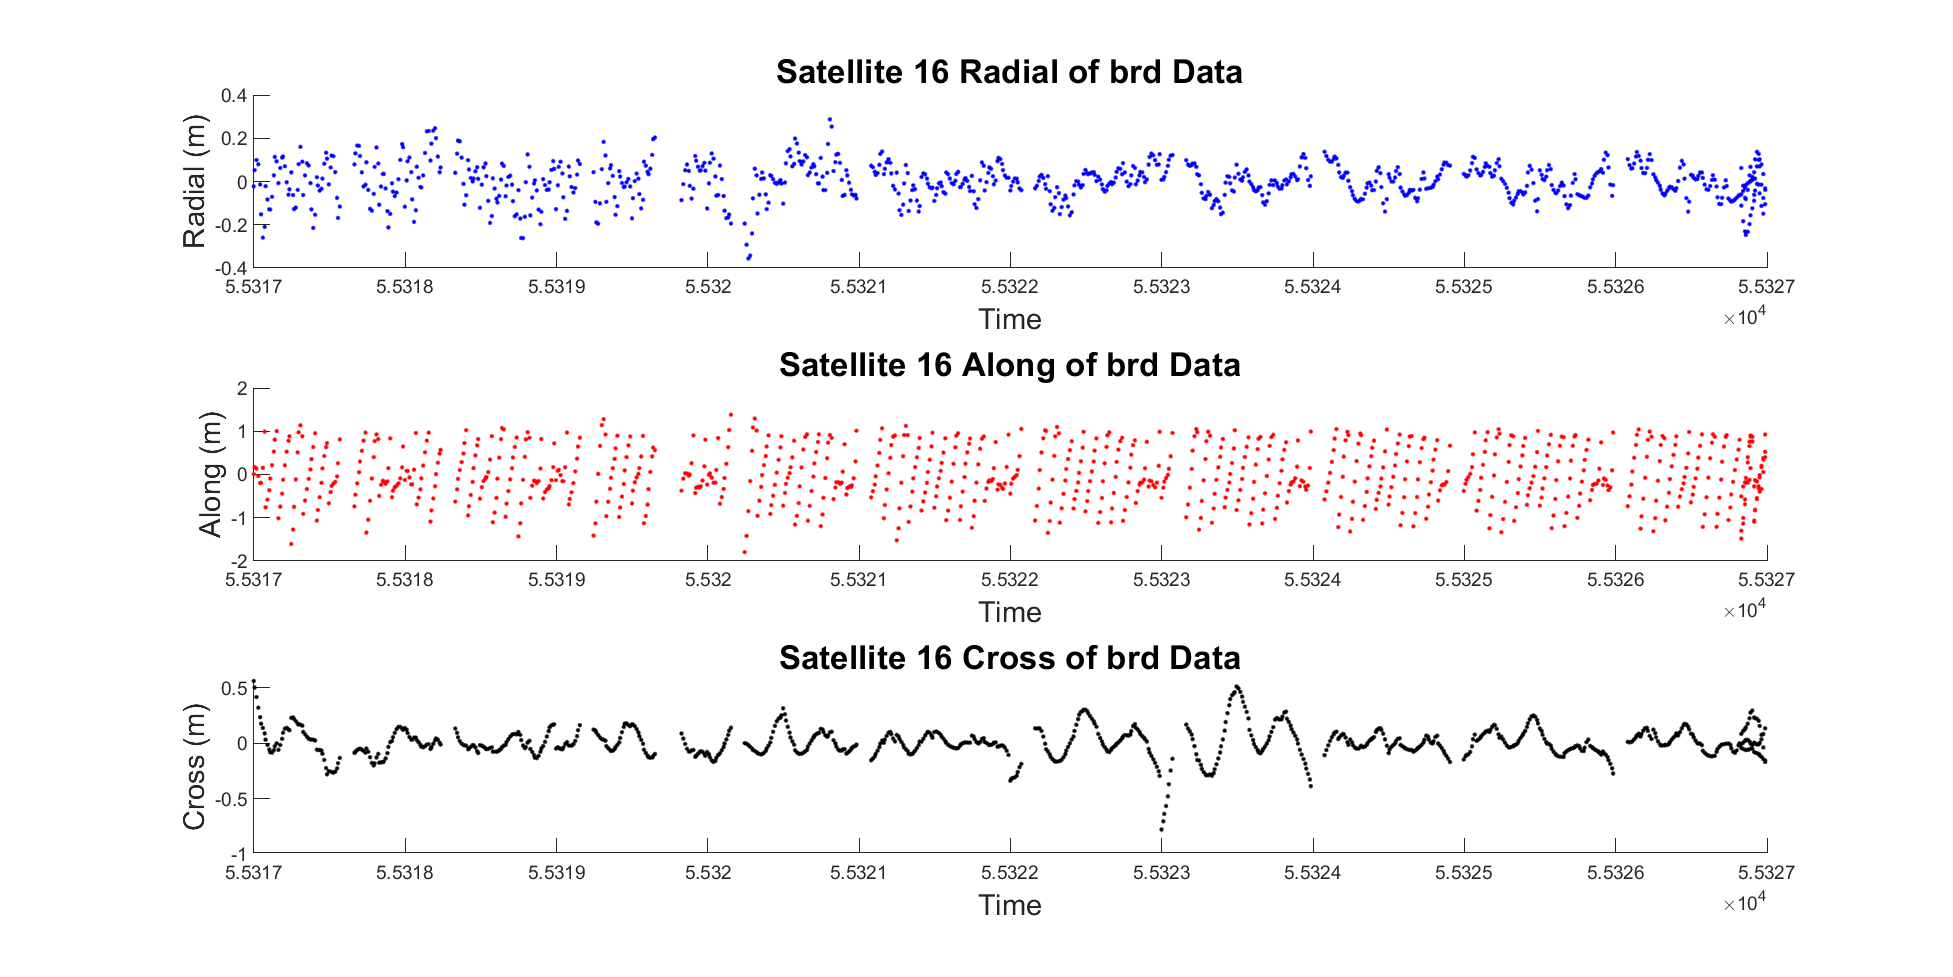 Satellite 16 Radial of brd Data
Radial (m)
0.4
0.2
0
-0.2
-0.4
5.5317 5.5318 5.5319 5.532 5.5321 5.5322 5.5323 5.5324 5.5325 5.5326 5.5327
Time
×10^4
Satellite 16 Along of brd Data
Along (m)
2
1
0
-1
-2
5.5317 5.5318 5.5319 5.532 5.5321 5.5322 5.5323 5.5324 5.5325 5.5326 5.5327
Time
×10^4
Satellite 16 Cross of brd Data
Cross (m)
0.5
0
-0.5
-1
5.5317 5.5318 5.5319 5.532 5.5321 5.5322 5.5323 5.5324 5.5325 5.5326 5.5327
Time
×10^4